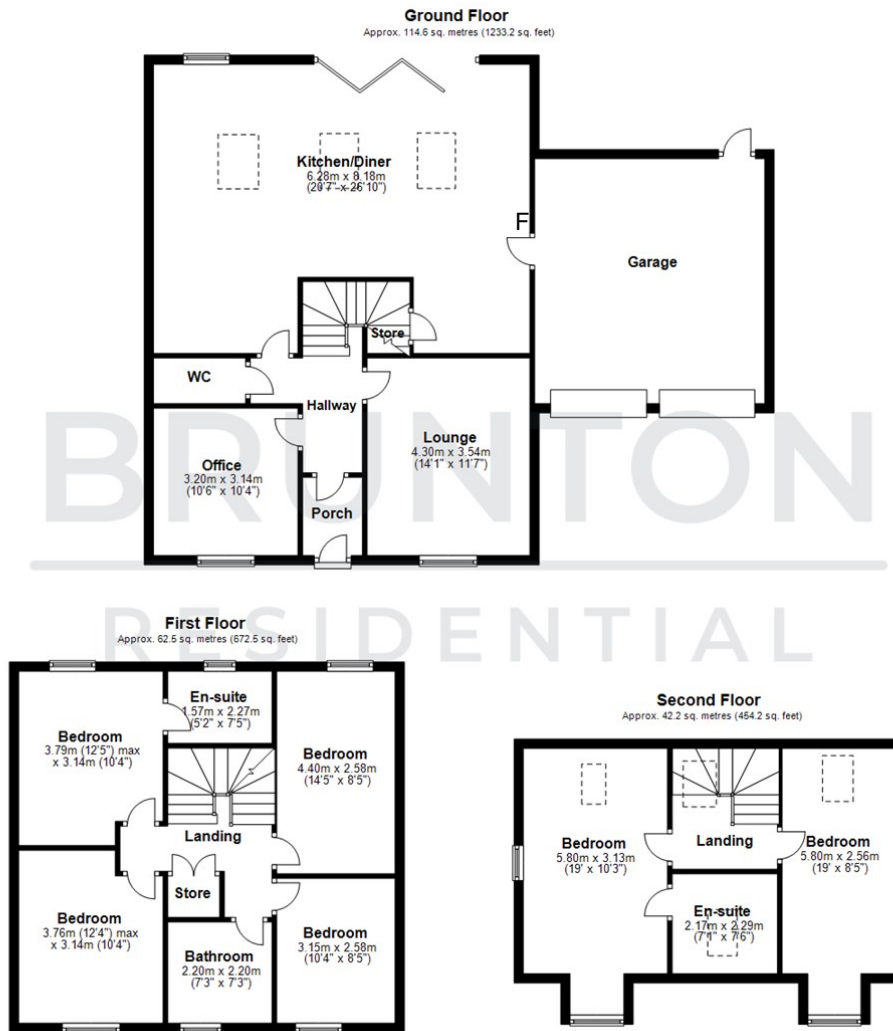 Ground Floor
Approx. 114.6 sq. metres (1233.2 sq. feet)
Kitchen/Diner
6.28m x 8.18m
(20'7" x 26'10")
F
Garage
Store
WC
Hallway
Lounge
4.30m x 3.54m
(14'1" x 11'7")
Office
3.20m x 3.14m
(10'6" x 10'4")
Porch
BRUNTON
RESIDENTIAL
First Floor
Approx. 62.5 sq. metres (672.5 sq. feet)
En-suite
1.57m x 2.27m
(5'2" x 7'5")
Bedroom
3.79m (12'5") max
x 3.14m (10'4")
Bedroom
4.40m x 2.58m
(14'5" x 8'5")
Landing
Store
Bedroom
3.76m (12'4") max
x 3.14m (10'4")
Bathroom
2.20m x 2.20m
(7'3" x 7'3")
Bedroom
3.15m x 2.58m
(10'4" x 8'5")
Second Floor
Approx. 42.2 sq. metres (454.2 sq. feet)
Bedroom
5.80m x 3.13m
(19' x 10'3")
Landing
Bedroom
5.80m x 2.56m
(19' x 8'5")
En-suite
2.17m x 2.29m
(7'1" x 7'6")